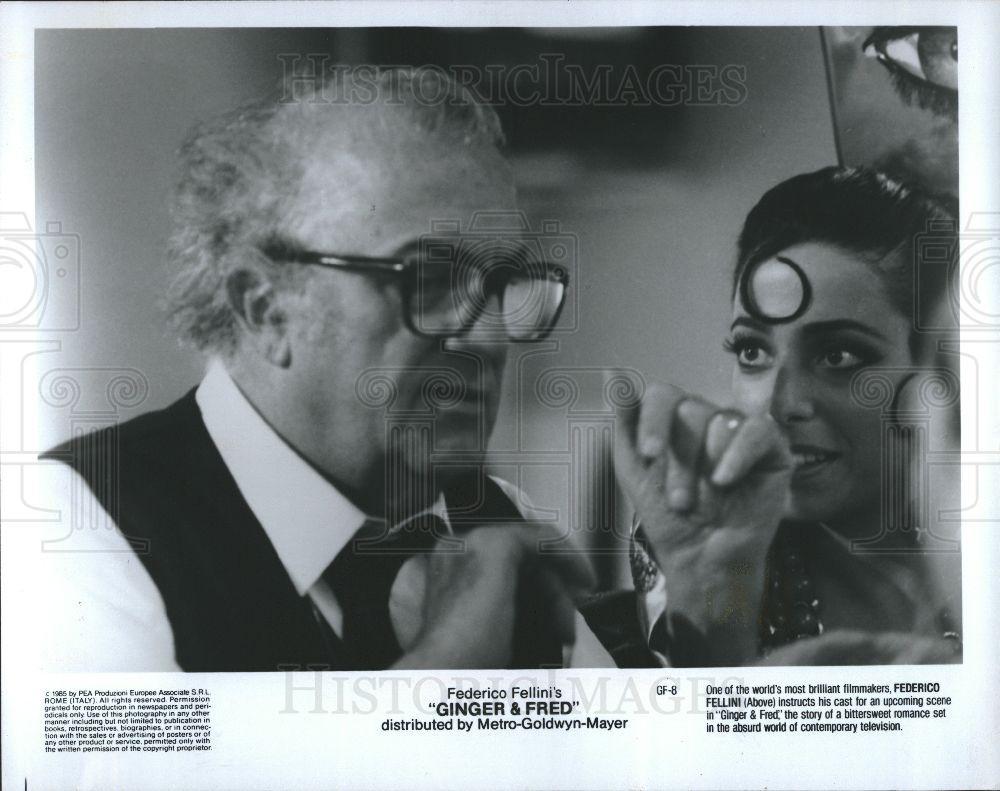 HISTORIC IMAGES
HISTORIC IMAGES
c 1985 by PEA Produzioni Europee Associate S.R.L.
ROME (ITALY). All rights reserved. Permission
granted for reproduction in newspapers and peri-
odicals only. Use of this photography in any other
manner including but not limited to publication in
books, retrospectives, biographies, or in connec-
tion with the sales or advertising of posters or of
any other product or service, permitted only with
the written permission of the copyright proprietor.
Federico Fellini's
"GINGER & FRED"
distributed by Metro-Goldwyn-Mayer
GF-8
One of the world's most brilliant filmmakers, FEDERICO
FELLINI (Above) instructs his cast for an upcoming scene
in "Ginger & Fred," the story of a bittersweet romance set
in the absurd world of contemporary television.